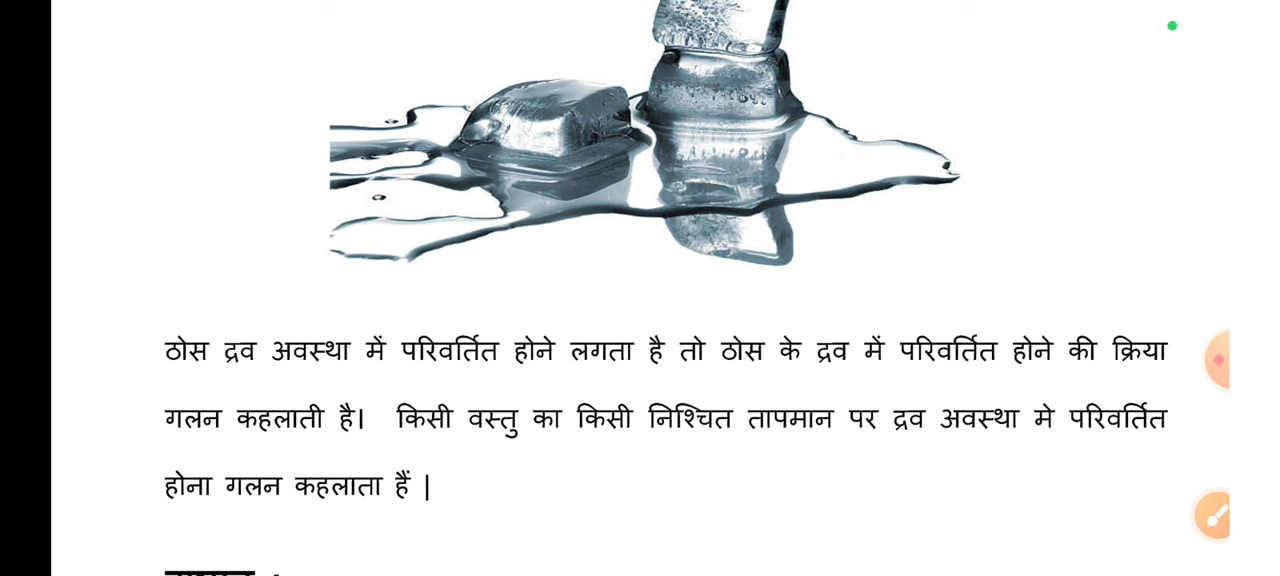 ठोस द्रव अवस्था में परिवर्तित होने लगता है तो ठोस के द्रव में परिवर्तित होने की क्रिया
गलन कहलाती है। किसी वस्तु का किसी निश्चित तापमान पर द्रव अवस्था मे परिवर्तित
होना गलन कहलाता हैं |